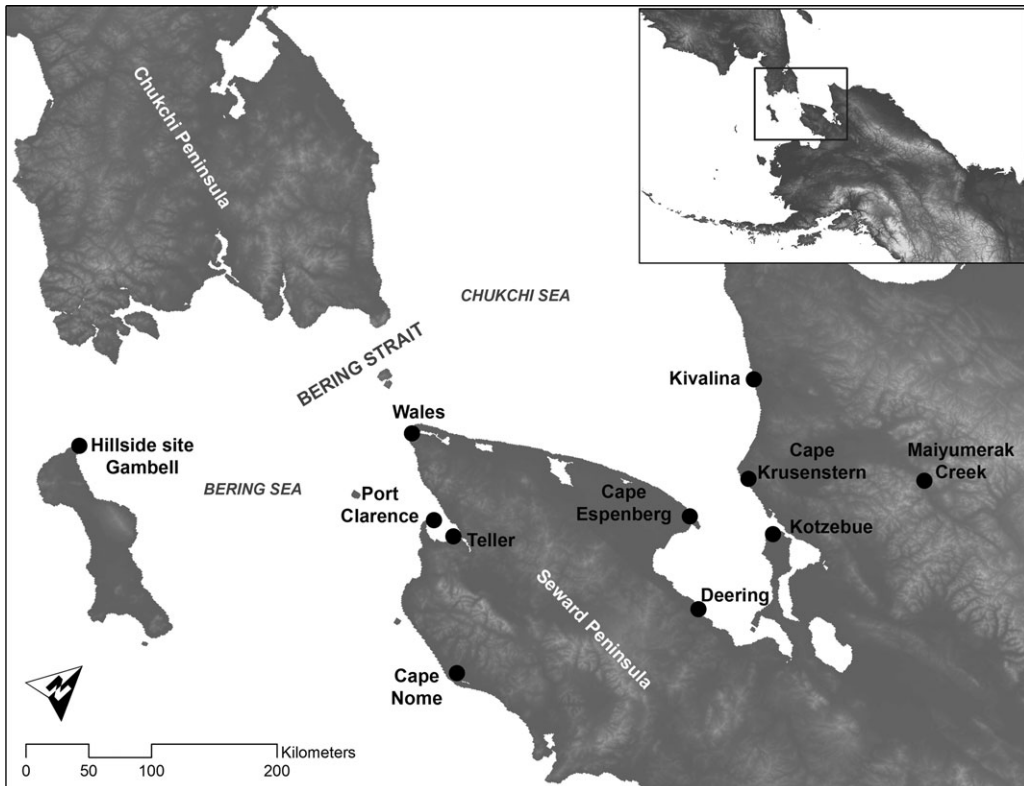 Chukchi Peninsula
CHUKCHI SEA
BERING STRAIT
Kivalina
Wales
Hillside site
Gambell
Cape
Krusenstern
Maiyumerak
Creek
BERING SEA
Port
Clarence
Cape
Espenberg
Kotzebue
Teller
Deering
Seward Peninsula
Cape
Nome
N
Kilometers
0 50 100 200